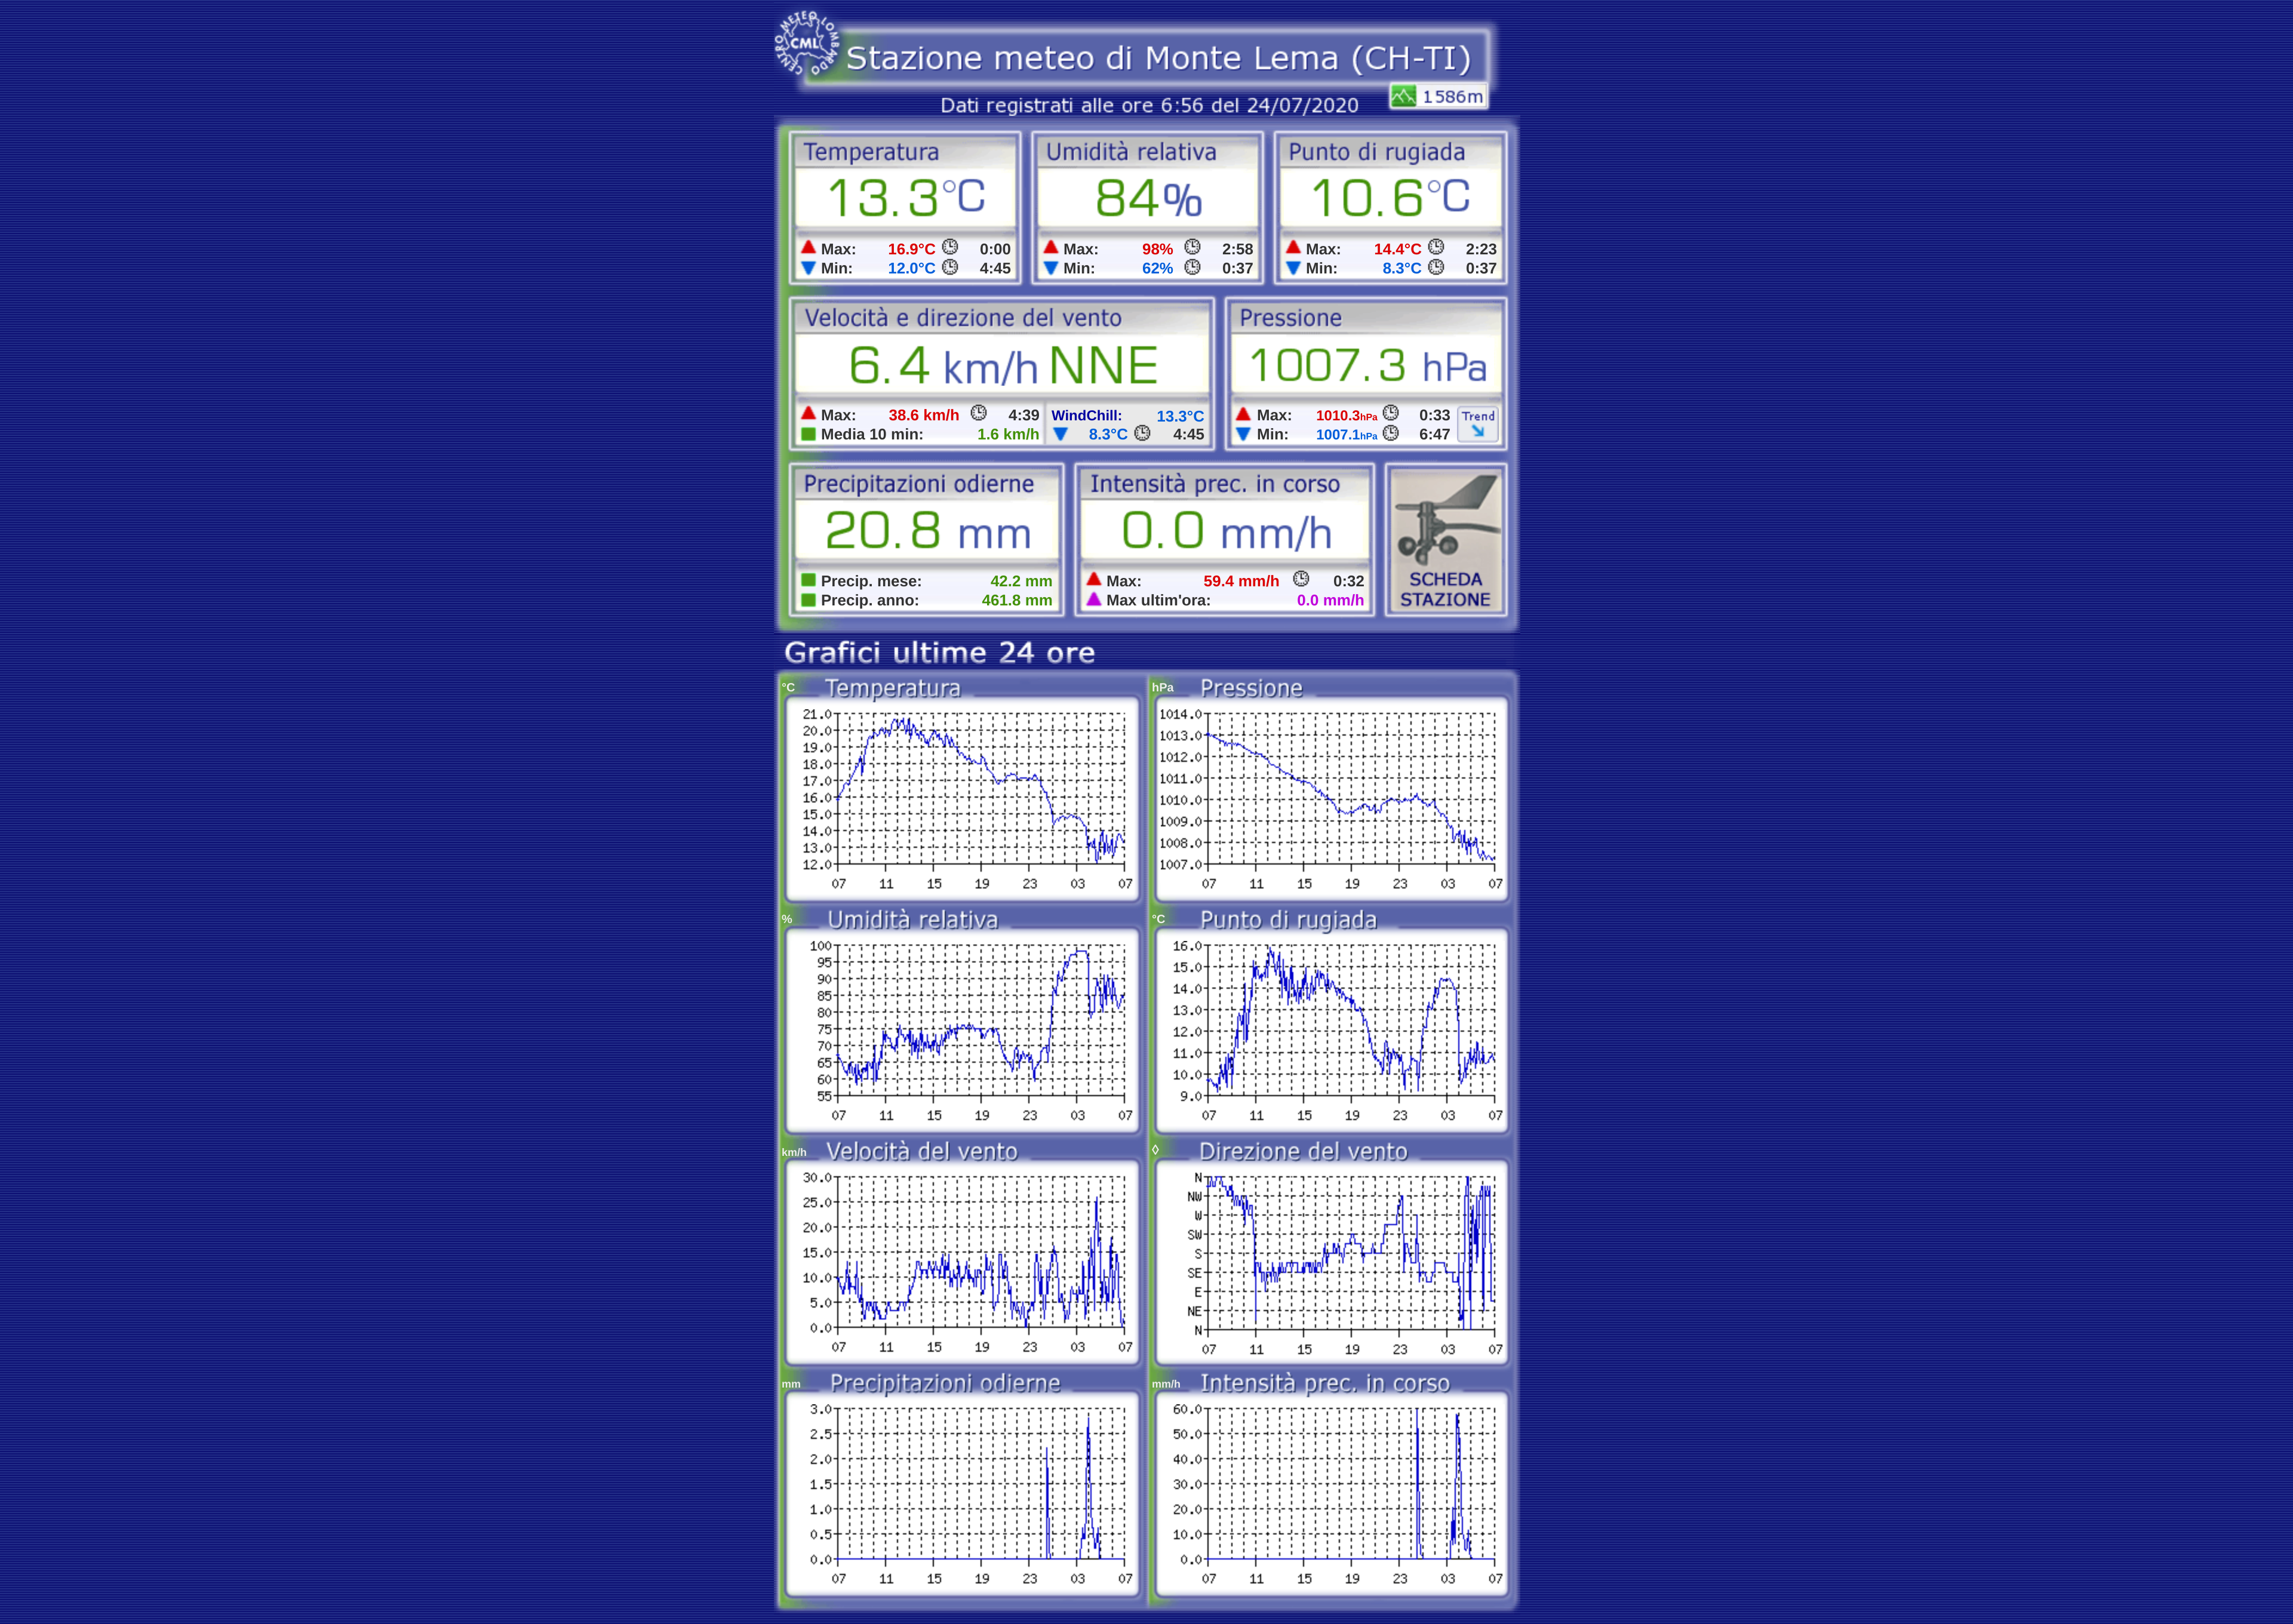 CENTRO METEO LOMBARDO
CML
Stazione meteo di Monte Lema (CH-TI)
1586m
Dati registrati alle ore 6:56 del 24/07/2020
Temperatura
13.3°C
Max: 16.9°C 0:00
Min: 12.0°C 4:45
Umidità relativa
84%
Max: 98% 2:58
Min: 62% 0:37
Punto di rugiada
10.6°C
Max: 14.4°C 2:23
Min: 8.3°C 0:37
Velocità e direzione del vento
6.4 km/h NNE
Max: 38.6 km/h 4:39
Media 10 min: 1.6 km/h
WindChill: 13.3°C
8.3°C 4:45
Pressione
1007.3 hPa
Max: 1010.3hPa 0:33
Min: 1007.1hPa 6:47
Trend
Precipitazioni odierne
20.8 mm
Precip. mese: 42.2 mm
Precip. anno: 461.8 mm
Intensità prec. in corso
0.0 mm/h
Max: 59.4 mm/h 0:32
Max ultim'ora: 0.0 mm/h
SCHEDA
STAZIONE
Grafici ultime 24 ore
°C Temperatura
21.0
20.0
19.0
18.0
17.0
16.0
15.0
14.0
13.0
12.0
07 11 15 19 23 03 07
hPa Pressione
1014.0
1013.0
1012.0
1011.0
1010.0
1009.0
1008.0
1007.0
07 11 15 19 23 03 07
% Umidità relativa
100
95
90
85
80
75
70
65
60
55
07 11 15 19 23 03 07
°C Punto di rugiada
16.0
15.0
14.0
13.0
12.0
11.0
10.0
9.0
07 11 15 19 23 03 07
km/h Velocità del vento
30.0
25.0
20.0
15.0
10.0
5.0
0.0
07 11 15 19 23 03 07
◊ Direzione del vento
N
NW
W
SW
S
SE
E
NE
N
07 11 15 19 23 03 07
mm Precipitazioni odierne
3.0
2.5
2.0
1.5
1.0
0.5
0.0
07 11 15 19 23 03 07
mm/h Intensità prec. in corso
60.0
50.0
40.0
30.0
20.0
10.0
0.0
07 11 15 19 23 03 07